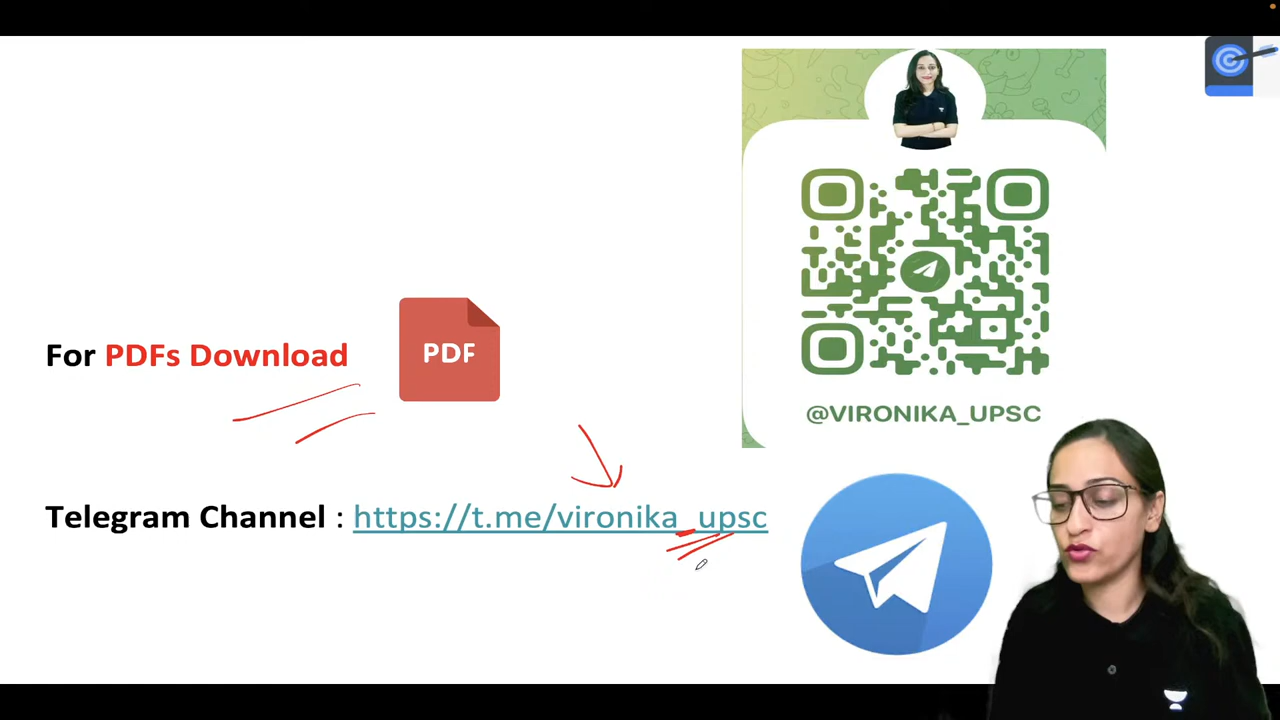 For PDFs Download
PDF
@VIRONIKA_UPSC
Telegram Channel : https://t.me/vironika_upsc